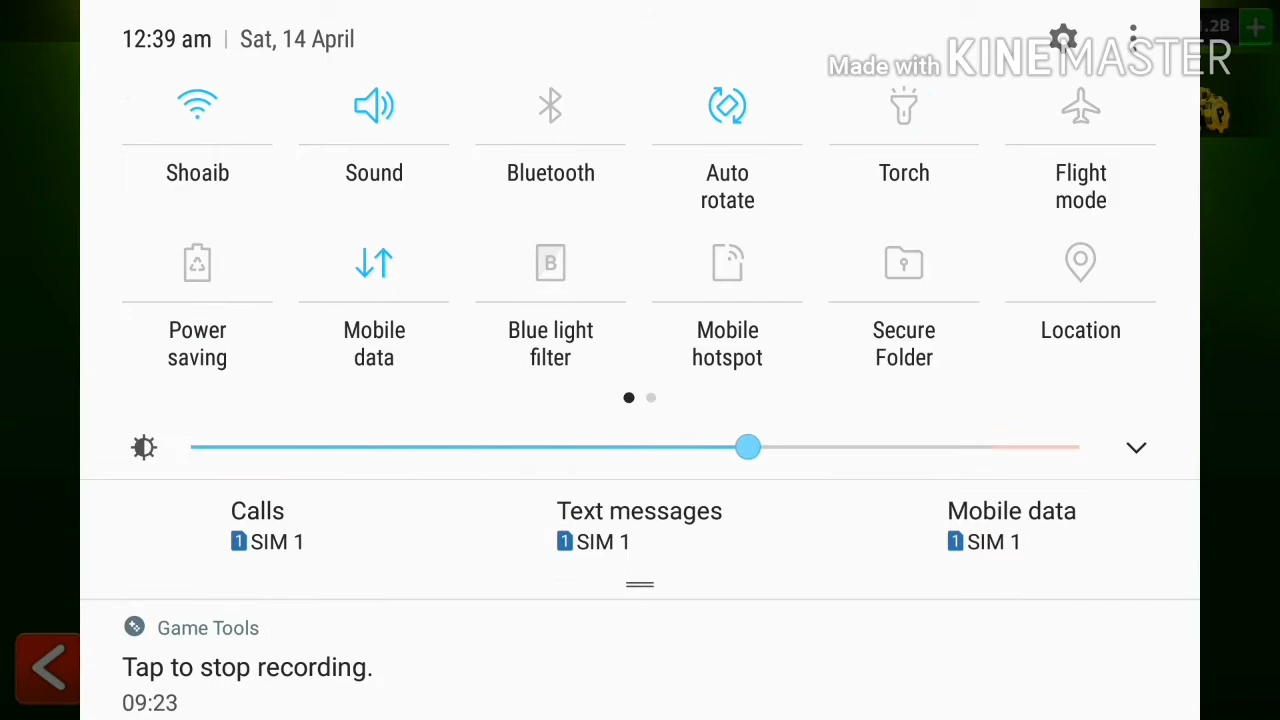 12:39 am | Sat, 14 April
.2B
Made with KINEMASTER
Shoaib
Sound
Bluetooth
Auto
rotate
Torch
Flight
mode
P
B
Power
saving
Mobile
data
Blue light
filter
Mobile
hotspot
Secure
Folder
Location
Calls
1 SIM 1
Text messages
1 SIM 1
Mobile data
1 SIM 1
Game Tools
Tap to stop recording.
09:23